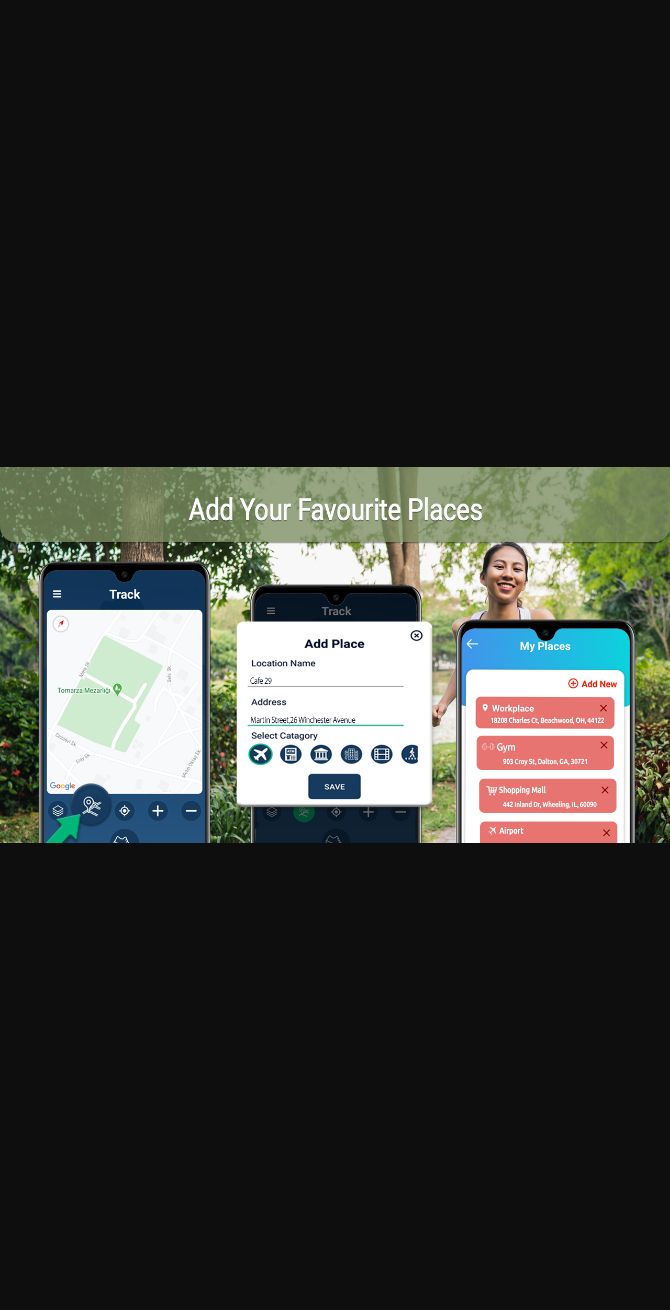 Add Your Favourite Places
Track
Tomarza Mezarlığı
Google
Track
Add Place
Location Name
Cafe 29
Address
Martin Street,26 Winchester Avenue
Select Catagory
SAVE
My Places
Add New
Workplace
18208 Charles Ct, Beachwood, OH, 44122
Gym
903 Croy St, Dalton, GA, 30721
Shopping Mall
442 Inland Dr, Wheeling, IL, 60090
Airport